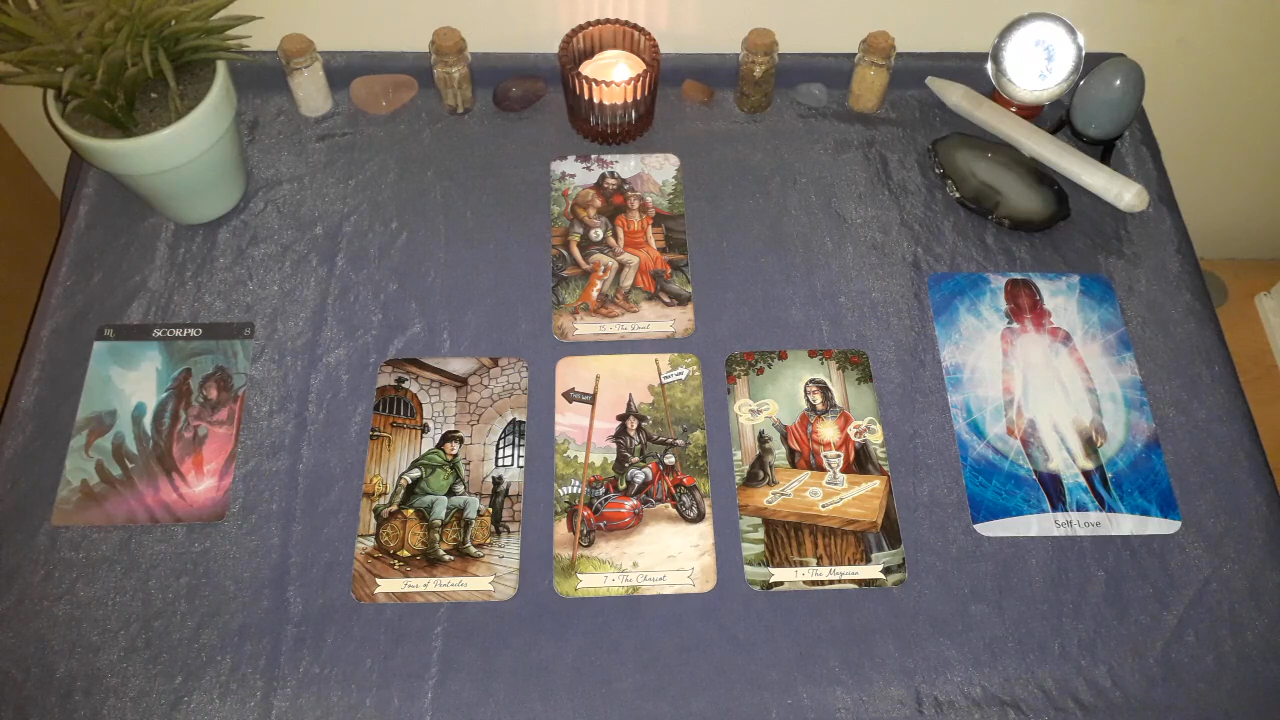 15 • The Devil
♏ SCORPIO 8
THIS WAY
THAT WAY
Four of Pentacles
7 • The Chariot
1 • The Magician
Self-Love